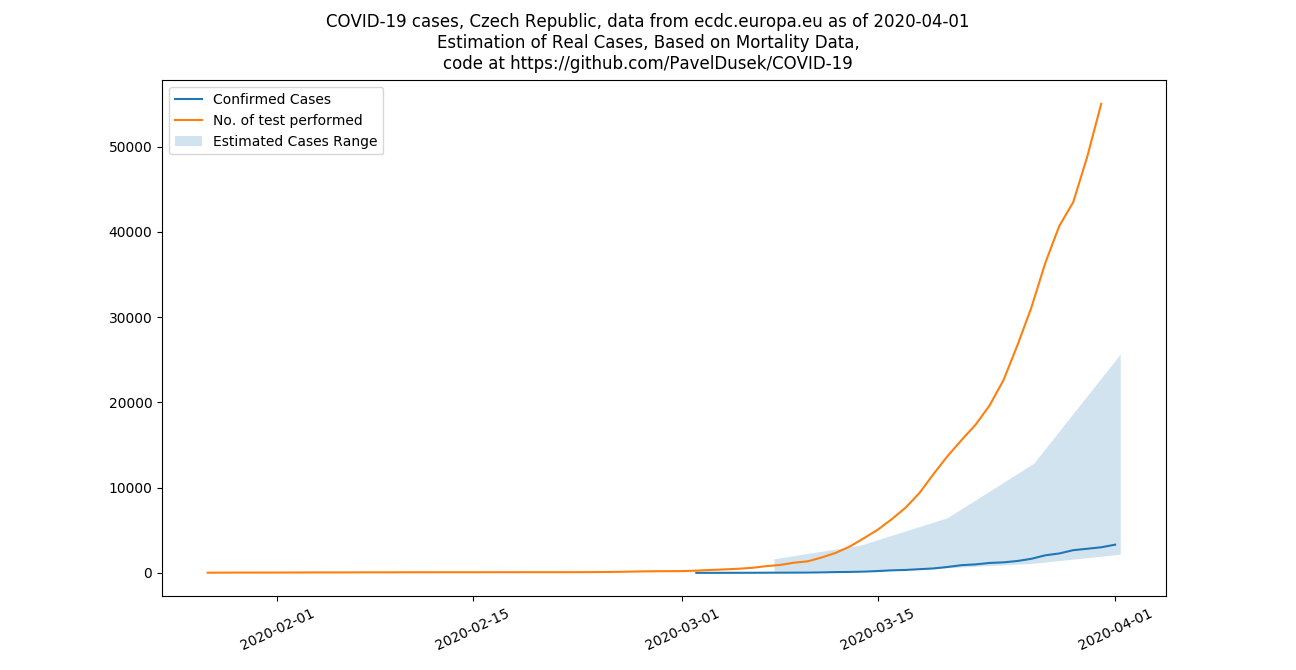 COVID-19 cases, Czech Republic, data from ecdc.europa.eu as of 2020-04-01
Estimation of Real Cases, Based on Mortality Data,
code at https://github.com/PavelDusek/COVID-19
Confirmed Cases
No. of test performed
Estimated Cases Range
50000
40000
30000
20000
10000
0
2020-02-01
2020-02-15
2020-03-01
2020-03-15
2020-04-01